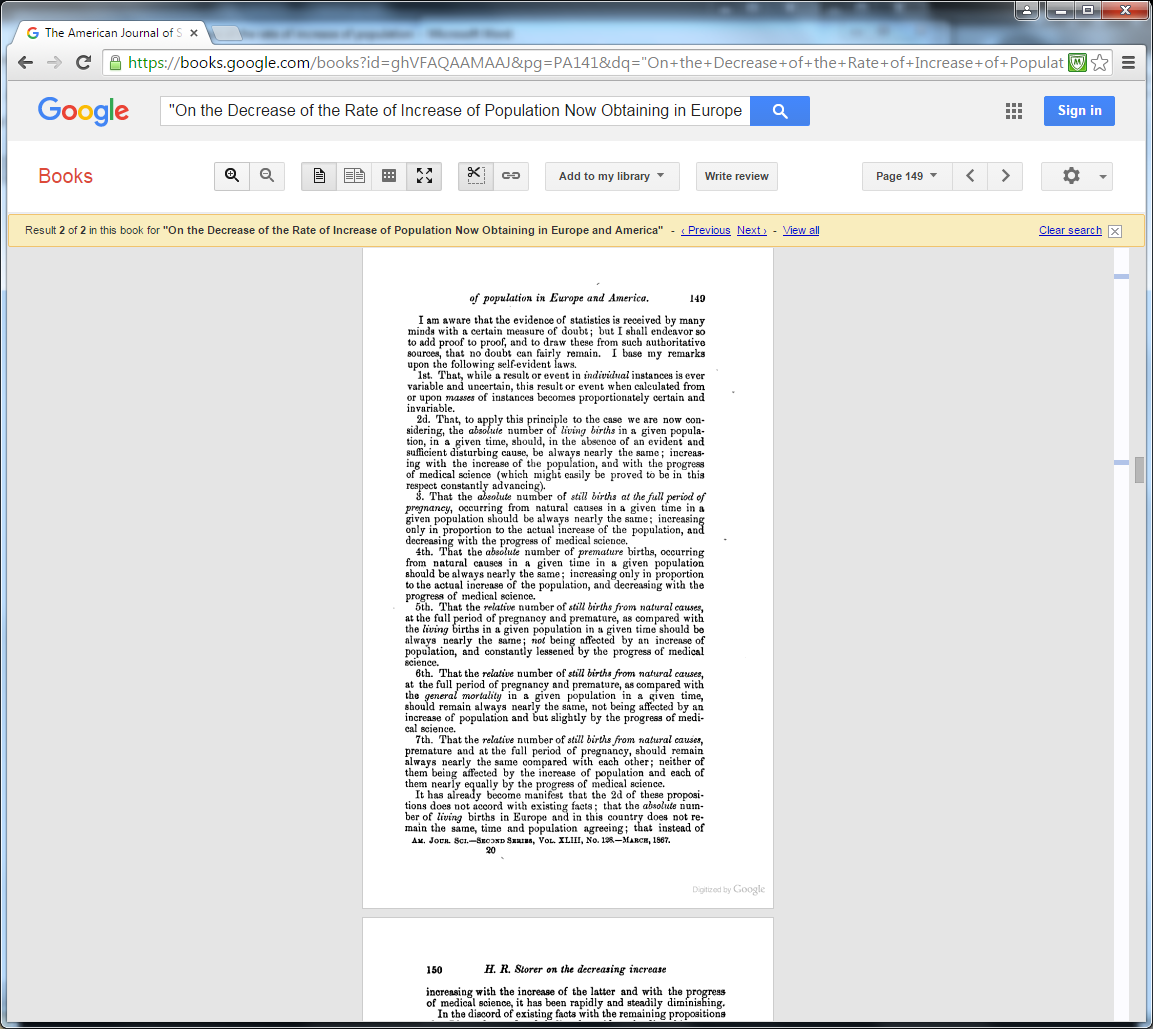 The American Journal of S
https://books.google.com/books?id=ghVFAQAAMAAJ&pg=PA141&dq="On+the+Decrease+of+the+Rate+of+Increase+of+Populat
Google
"On the Decrease of the Rate of Increase of Population Now Obtaining in Europe
Sign in
Books
Add to my library
Write review
Page 149
Result 2 of 2 in this book for "On the Decrease of the Rate of Increase of Population Now Obtaining in Europe and America" - ‹ Previous Next › - View all
Clear search
of population in Europe and America. 149
I am aware that the evidence of statistics is received by many
minds with a certain measure of doubt; but I shall endeavor so
to add proof to proof, and to draw these from such authoritative
sources, that no doubt can fairly remain. I base my remarks
upon the following self-evident laws.
1st. That, while a result or event in individual instances is ever
variable and uncertain, this result or event when calculated from
or upon masses of instances becomes proportionately certain and
invariable.
2d. That, to apply this principle to the case we are now con-
sidering, the absolute number of living births in a given popula-
tion, in a given time, should, in the absence of an evident and
sufficient disturbing cause, be always nearly the same; increas-
ing with the increase of the population, and with the progress
of medical science (which might easily be proved to be in this
respect constantly advancing).
3. That the absolute number of still births at the full period of
pregnancy, occurring from natural causes in a given time in a
given population should be always nearly the same; increasing
only in proportion to the actual increase of the population, and
decreasing with the progress of medical science.
4th. That the absolute number of premature births, occurring
from natural causes in a given time in a given population
should be always nearly the same; increasing only in proportion
to the actual increase of the population, and decreasing with the
progress of medical science.
5th. That the relative number of still births from natural causes,
at the full period of pregnancy and premature, as compared with
the living births in a given population in a given time should be
always nearly the same; not being affected by an increase of
population, and constantly lessened by the progress of medical
science.
6th. That the relative number of still births from natural causes,
at the full period of pregnancy and premature, as compared with
the general mortality in a given population in a given time,
should remain always nearly the same, not being affected by an
increase of population and but slightly by the progress of medi-
cal science.
7th. That the relative number of still births from natural causes,
premature and at the full period of pregnancy, should remain
always nearly the same compared with each other; neither of
them being affected by the increase of population and each of
them nearly equally by the progress of medical science.
It has already become manifest that the 2d of these proposi-
tions does not accord with existing facts; that the absolute num-
ber of living births in Europe and in this country does not re-
main the same, time and population agreeing; that instead of
AM. JOUR. SCI.—SECOND SERIES, VOL. XLIII, NO. 128.—MARCH, 1867.
20
Digitized by Google
150 H. R. Storer on the decreasing increase
increasing with the increase of the latter and with the progress
of medical science, it has been rapidly and steadily diminishing.
In the discord of existing facts with the remaining propositions